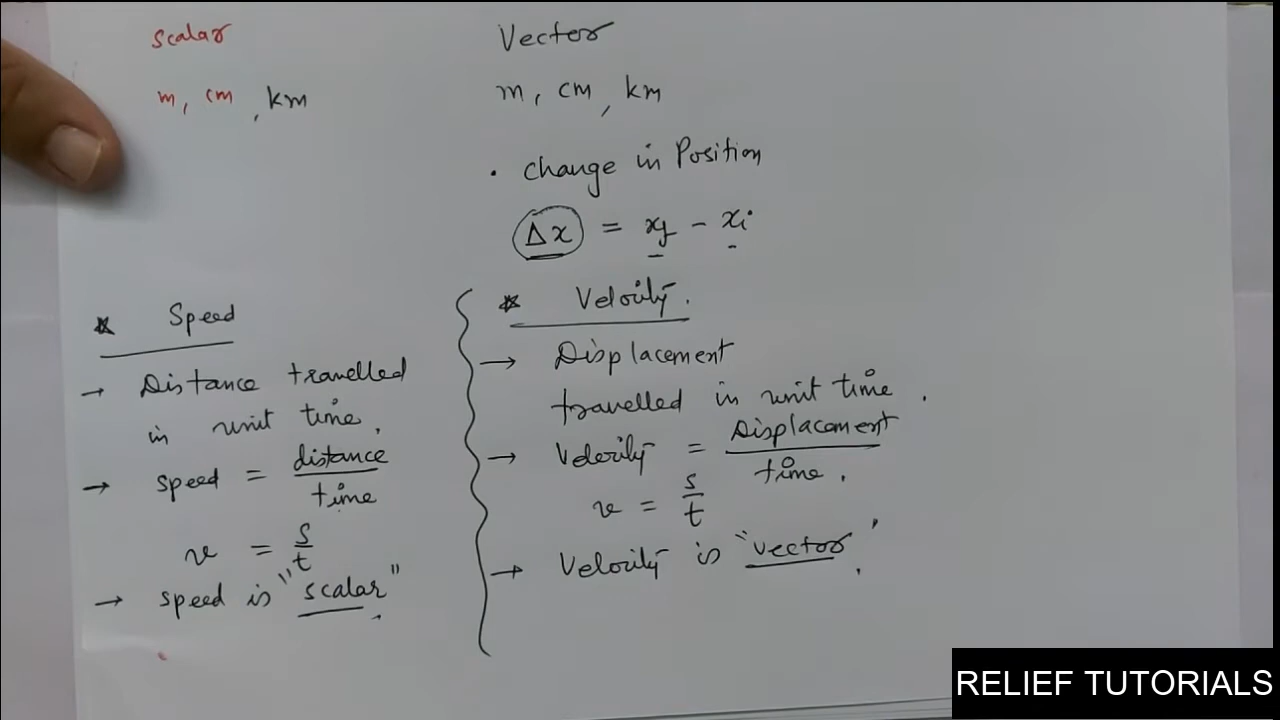 Scalar
m, cm, km
Vector
m, cm, km
• Change in Position
Δx = xf - xi
* Speed
→ Distance travelled
in unit time.
→ speed = distance
time
v = s
t
→ speed is "scalar"
* Velocity.
→ Displacement
travelled in unit time.
→ Velocity = Displacement
time.
v = s
t
→ Velocity is "vector".
RELIEF TUTORIALS